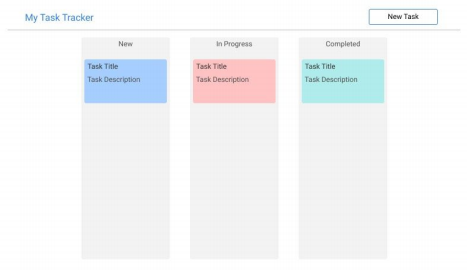 My Task Tracker
New Task
New
In Progress
Completed
Task Title
Task Description
Task Title
Task Description
Task Title
Task Description